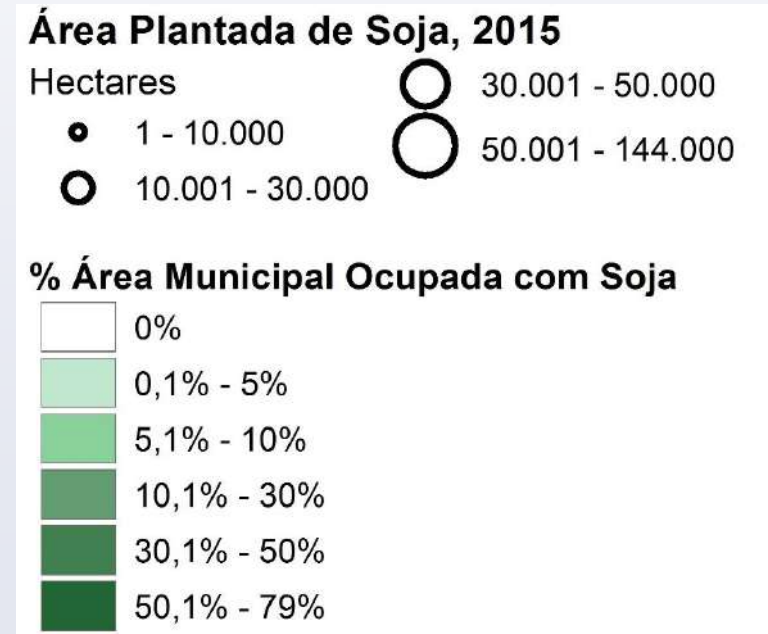 Área Plantada de Soja, 2015
Hectares
1 - 10.000
10.001 - 30.000
30.001 - 50.000
50.001 - 144.000
% Área Municipal Ocupada com Soja
0%
0,1% - 5%
5,1% - 10%
10,1% - 30%
30,1% - 50%
50,1% - 79%